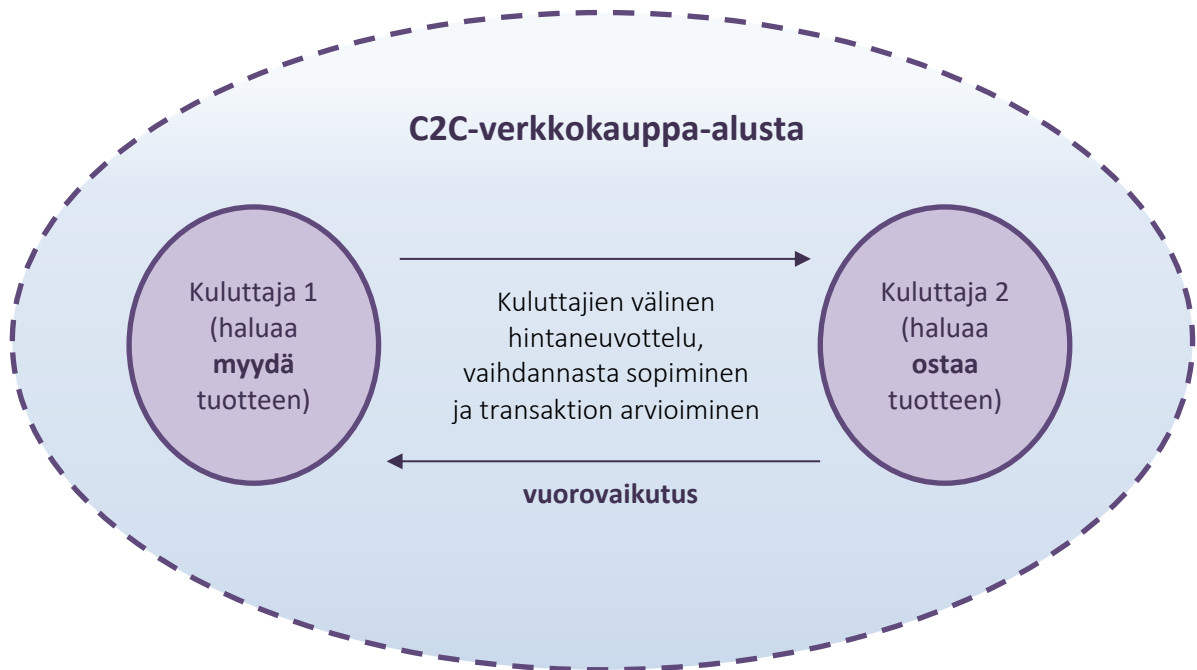 C2C-verkkokauppa-alusta
Kuluttaja 1
(haluaa
myydä
tuotteen)
Kuluttajien välinen
hintaneuvottelu,
vaihdannasta sopiminen
ja transaktion arvioiminen
vuorovaikutus
Kuluttaja 2
(haluaa
ostaa
tuotteen)